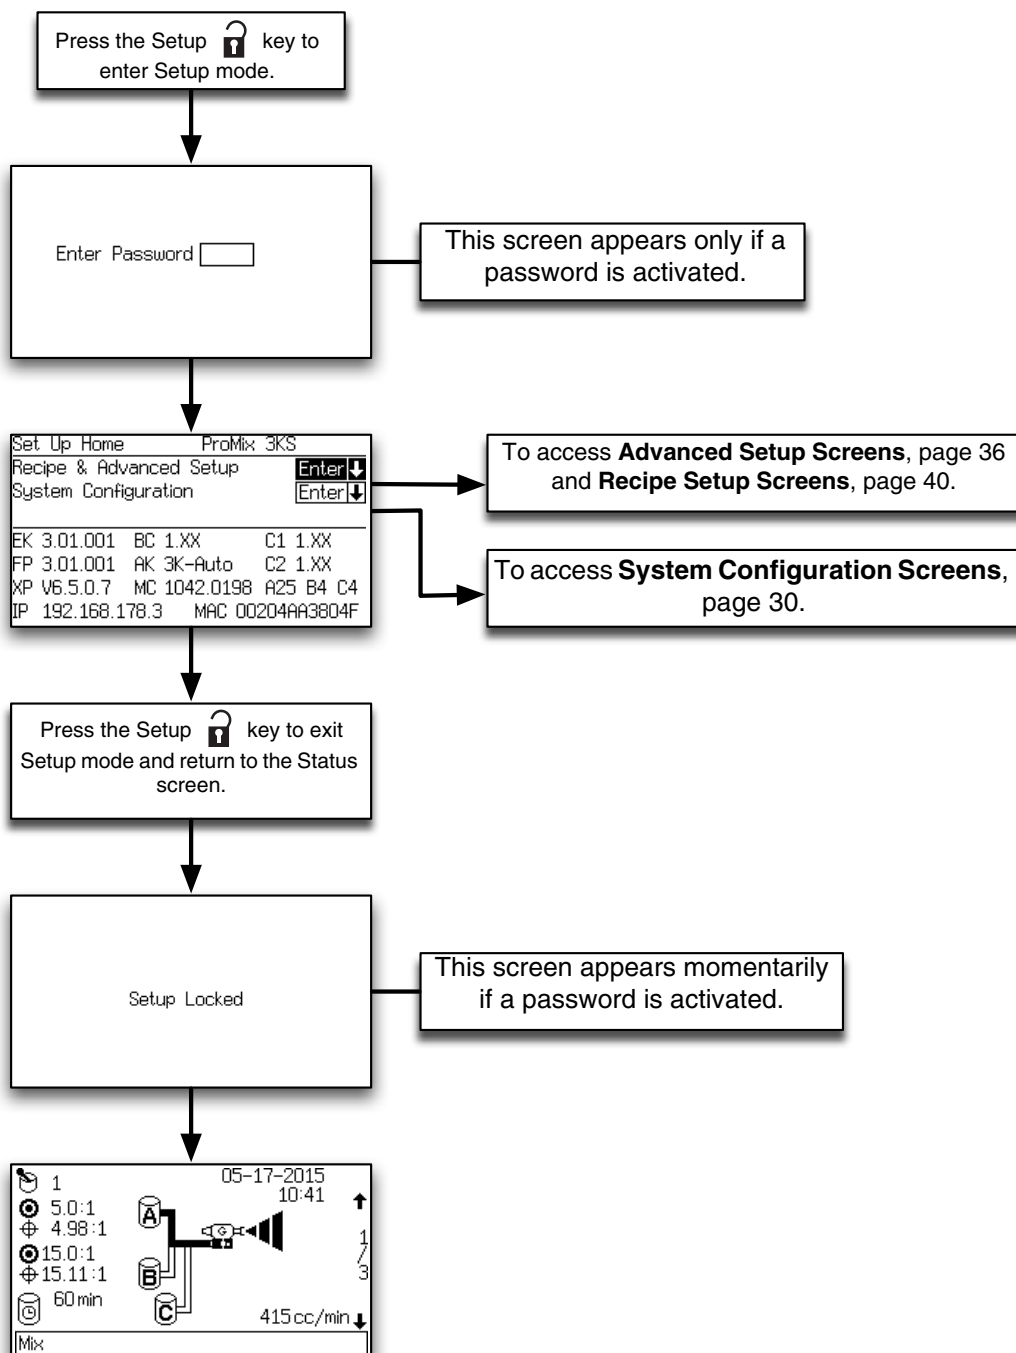 Press the Setup key to
enter Setup mode.
Enter Password
This screen appears only if a
password is activated.
Set Up Home ProMix 3KS
Recipe & Advanced Setup Enter
System Configuration Enter
EK 3.01.001 BC 1.XX C1 1.XX
FP 3.01.001 AK 3K-Auto C2 1.XX
XP V6.5.0.7 MC 1042.0198 A25 B4 C4
IP 192.168.178.3 MAC 00204AA3804F
To access Advanced Setup Screens, page 36
and Recipe Setup Screens, page 40.
To access System Configuration Screens,
page 30.
Press the Setup key to exit
Setup mode and return to the Status
screen.
Setup Locked
This screen appears momentarily
if a password is activated.
1 05-17-2015
10:41
5.0:1
4.98:1
15.0:1
15.11:1
60 min
A
B
C
G
1
/
3
415 cc/min
Mix